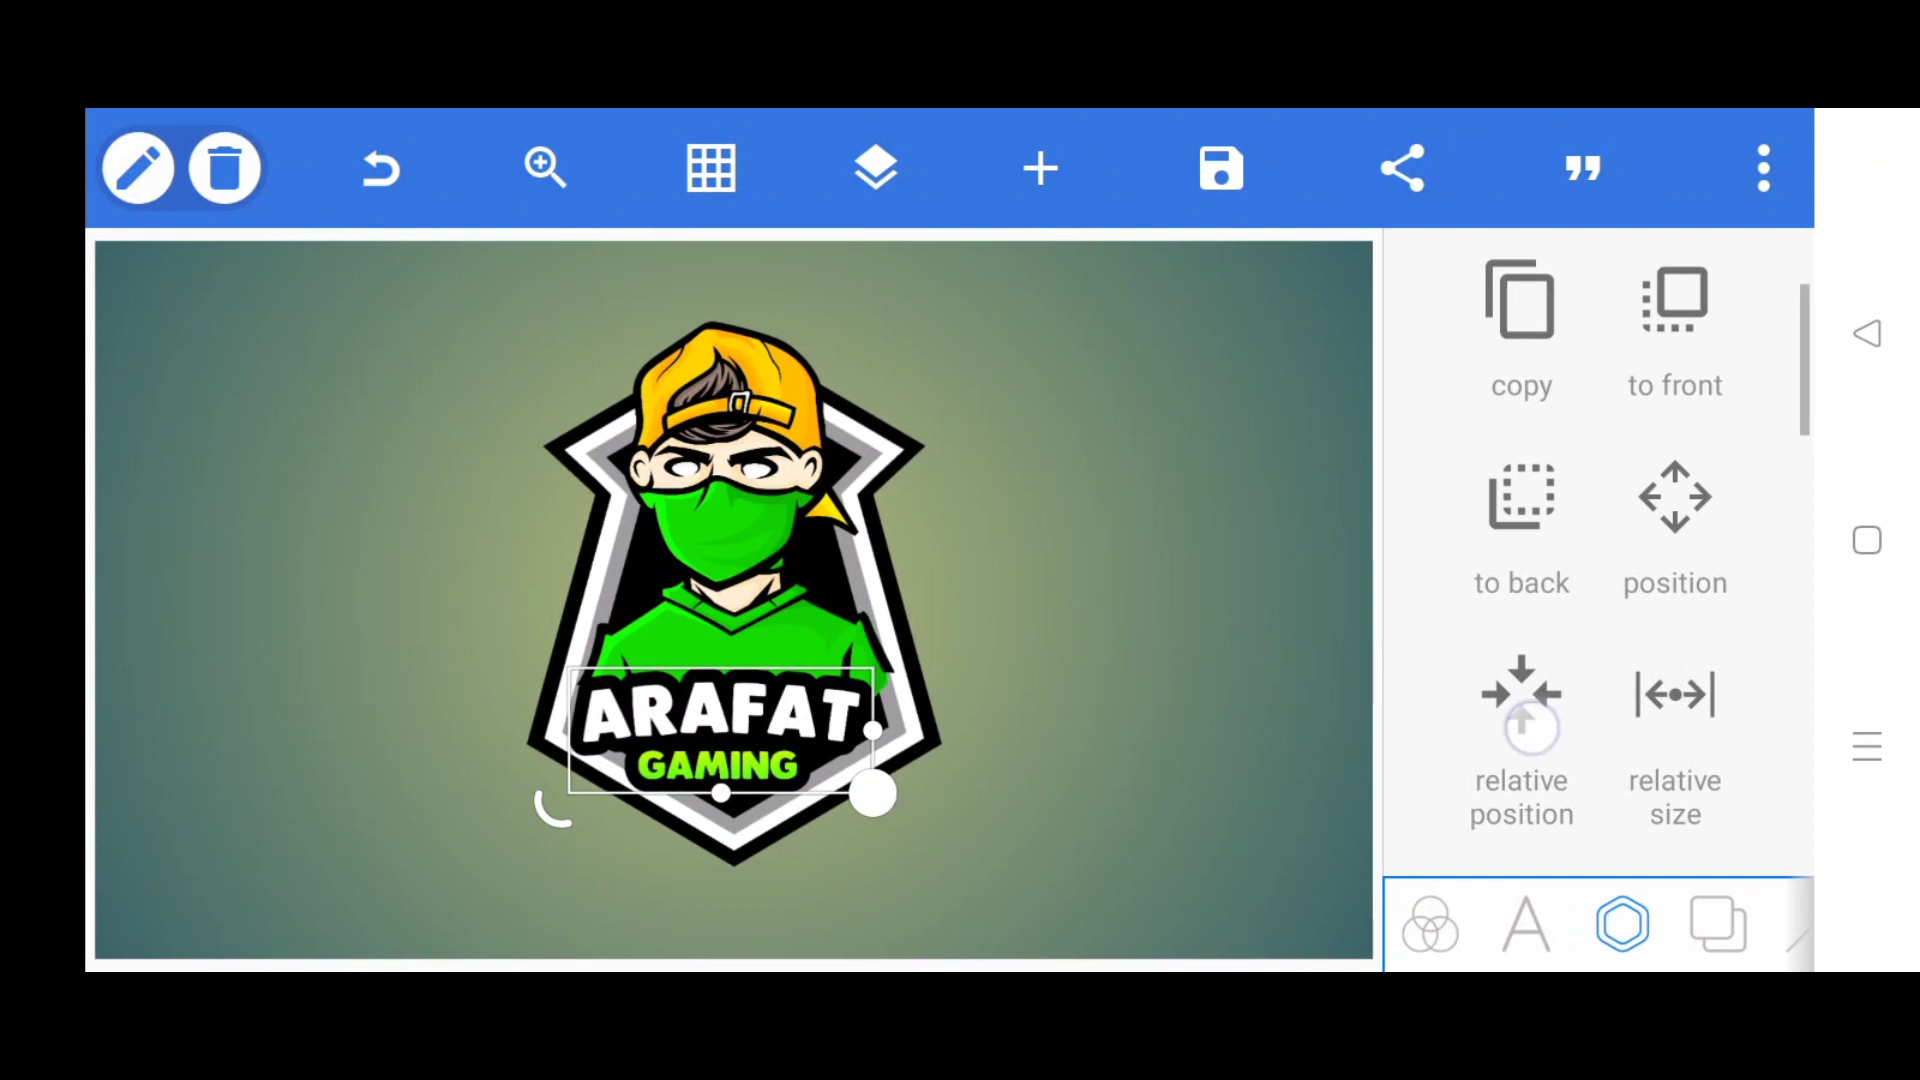 copy
to front
to back
position
relative
position
relative
size
ARAFAT
GAMING